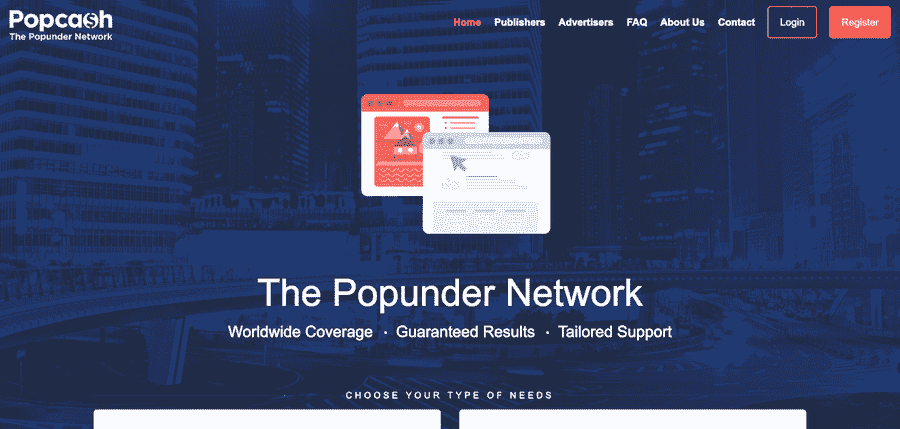 Popcash
The Popunder Network
Home Publishers Advertisers FAQ About Us Contact Login Register
The Popunder Network
Worldwide Coverage • Guaranteed Results • Tailored Support
CHOOSE YOUR TYPE OF NEEDS